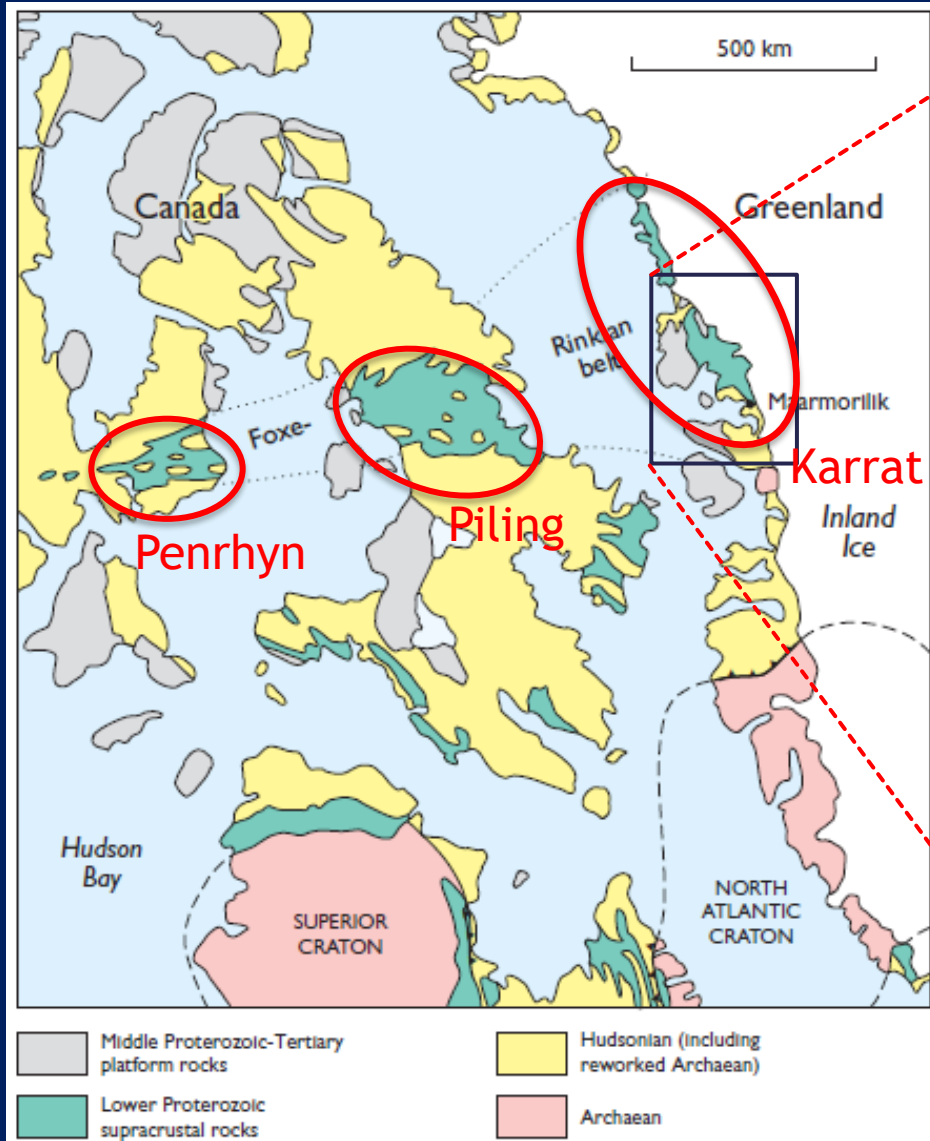 500 km
Canada
Greenland
Rinkian
belt
Maarmorilik
Foxe-
Karrat
Piling
Penrhyn
Inland
Ice
Hudson
Bay
SUPERIOR
CRATON
NORTH
ATLANTIC
CRATON
Middle Proterozoic-Tertiary
platform rocks
Hudsonian (including
reworked Archaean)
Lower Proterozoic
supracrustal rocks
Archaean